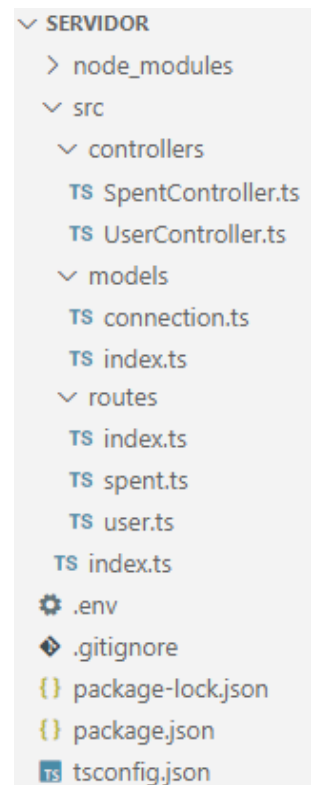 SERVIDOR
node_modules
src
controllers
TS SpentController.ts
TS UserController.ts
models
TS connection.ts
TS index.ts
routes
TS index.ts
TS spent.ts
TS user.ts
TS index.ts
.env
.gitignore
{} package-lock.json
{} package.json
TS tsconfig.json